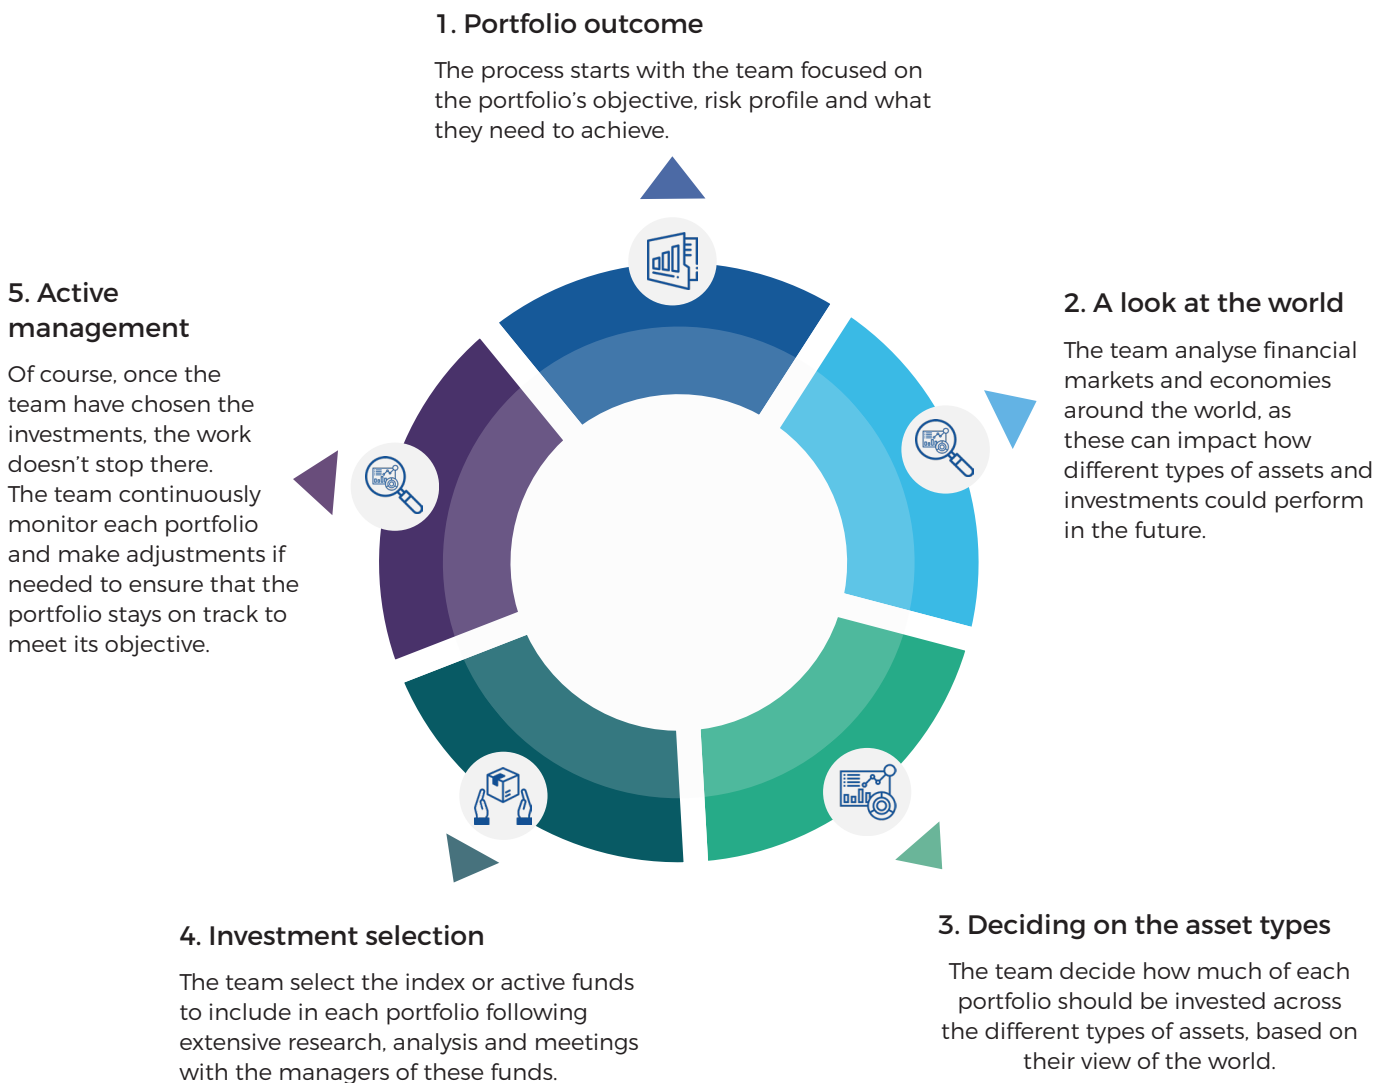 1. Portfolio outcome
The process starts with the team focused on
the portfolio's objective, risk profile and what
they need to achieve.
2. A look at the world
The team analyse financial
markets and economies
around the world, as
these can impact how
different types of assets and
investments could perform
in the future.
3. Deciding on the asset types
The team decide how much of each
portfolio should be invested across
the different types of assets, based on
their view of the world.
4. Investment selection
The team select the index or active funds
to include in each portfolio following
extensive research, analysis and meetings
with the managers of these funds.
5. Active
management
Of course, once the
team have chosen the
investments, the work
doesn't stop there.
The team continuously
monitor each portfolio
and make adjustments if
needed to ensure that the
portfolio stays on track to
meet its objective.